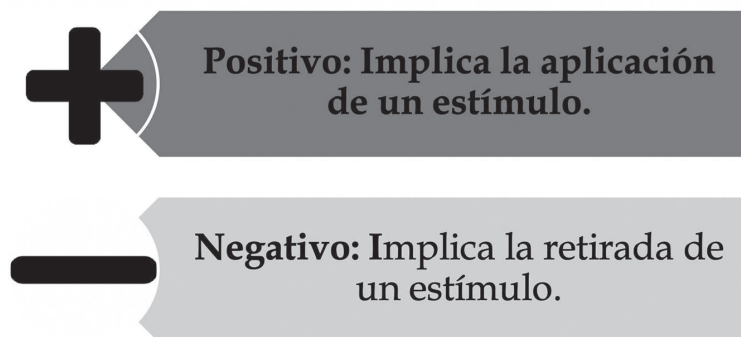 Positivo: Implica la aplicación
de un estímulo.
Negativo: Implica la retirada de
un estímulo.